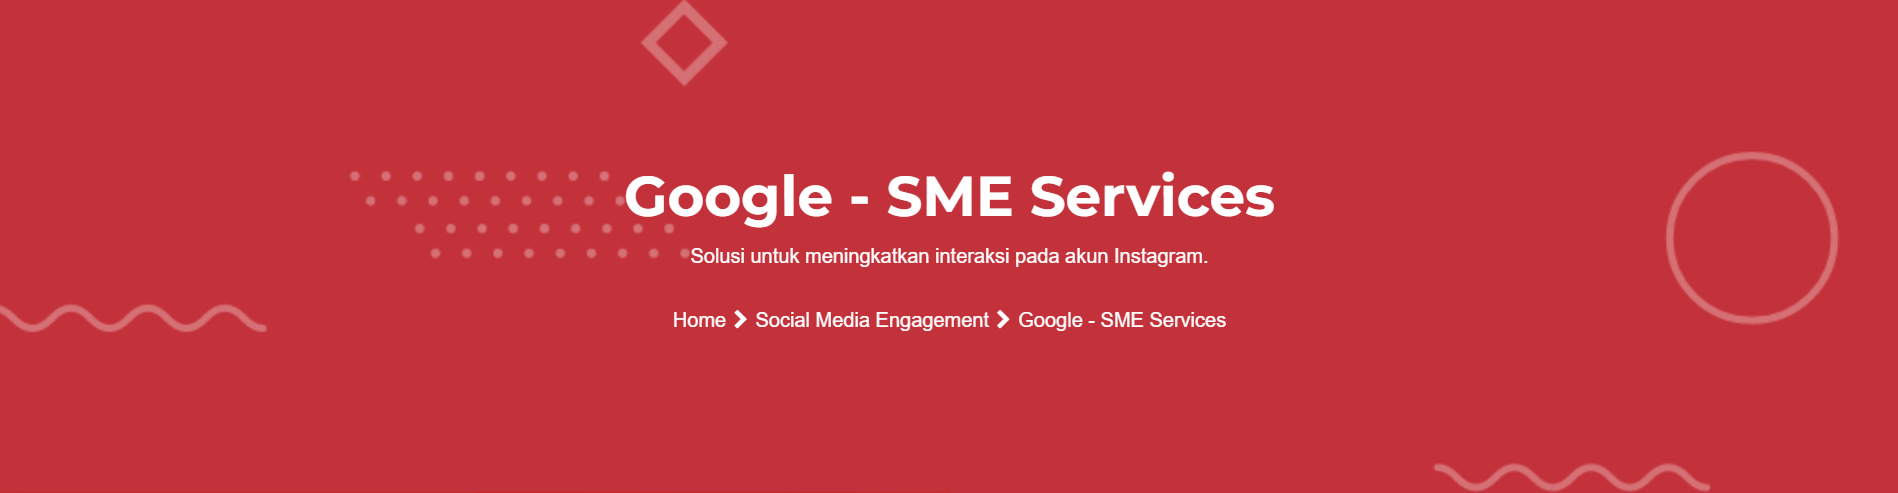 Google - SME Services
Solusi untuk meningkatkan interaksi pada akun Instagram.
Home > Social Media Engagement > Google - SME Services